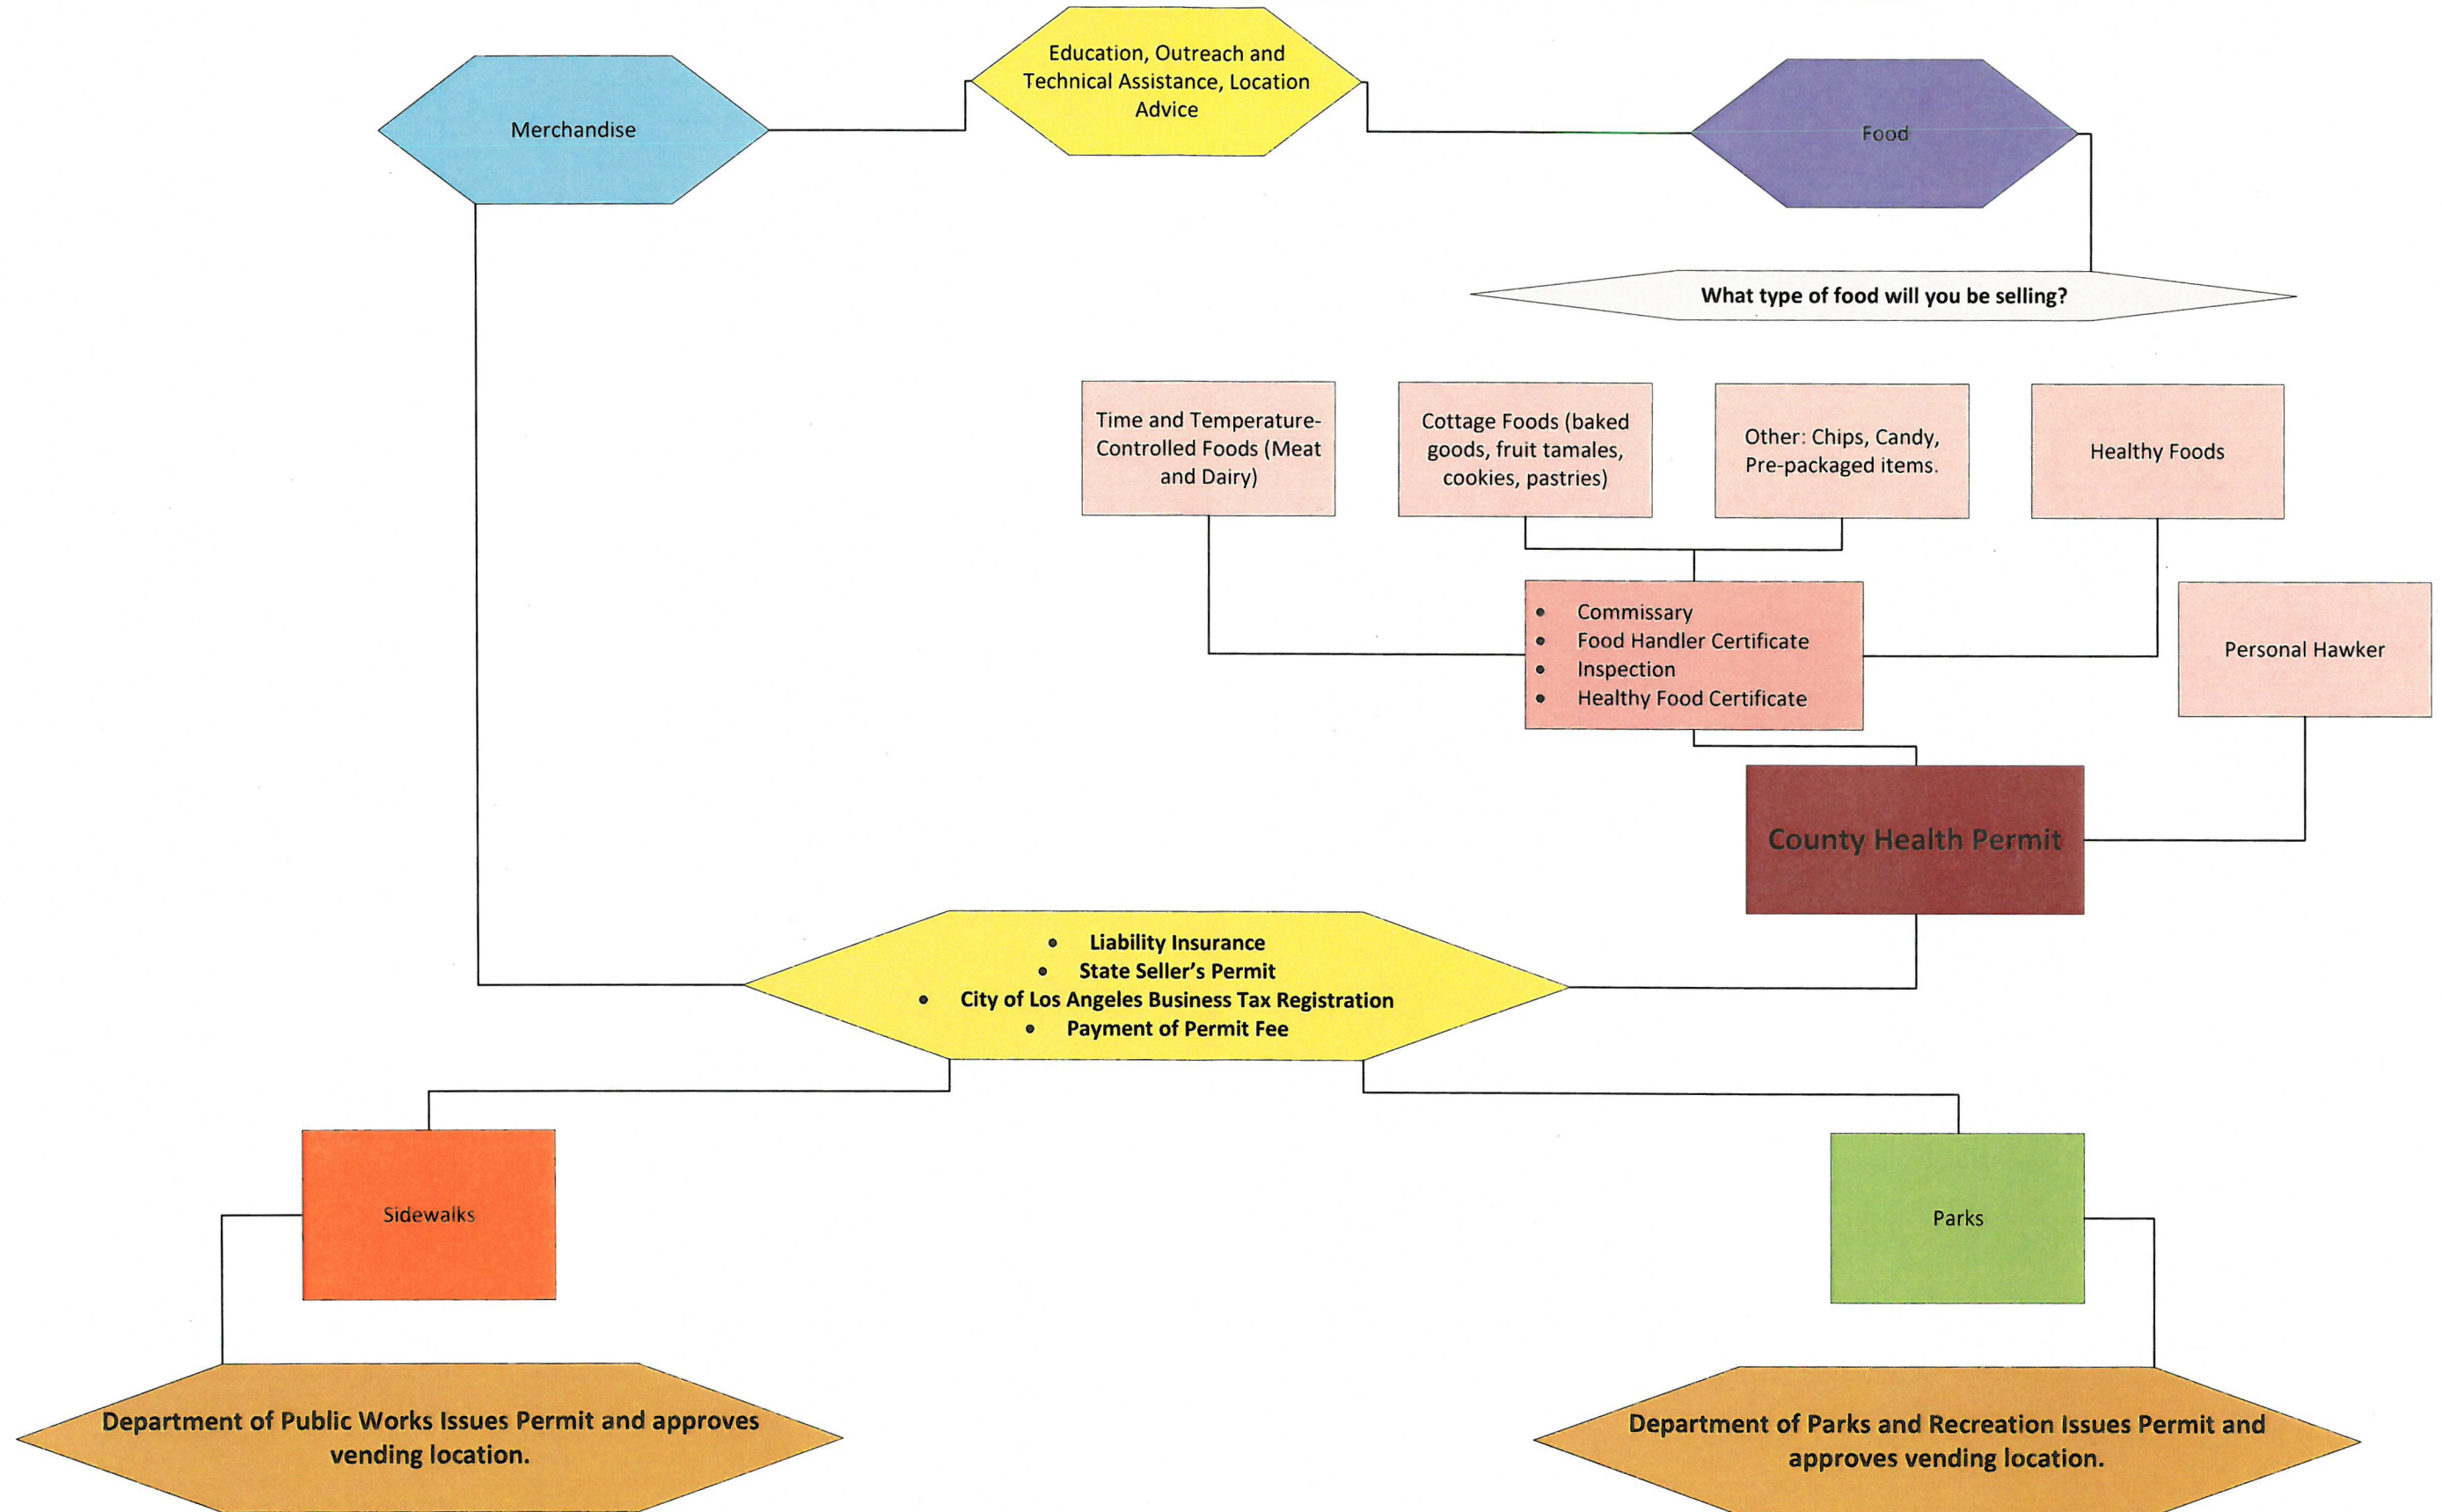 Education, Outreach and
Technical Assistance, Location
Advice
Merchandise
Food
What type of food will you be selling?
Time and Temperature-
Controlled Foods (Meat
and Dairy)
Cottage Foods (baked
goods, fruit tamales,
cookies, pastries)
Other: Chips, Candy,
Pre-packaged items.
Healthy Foods
• Commissary
• Food Handler Certificate
• Inspection
• Healthy Food Certificate
Personal Hawker
County Health Permit
• Liability Insurance
• State Seller’s Permit
• City of Los Angeles Business Tax Registration
• Payment of Permit Fee
Sidewalks
Parks
Department of Public Works Issues Permit and approves
vending location.
Department of Parks and Recreation Issues Permit and
approves vending location.